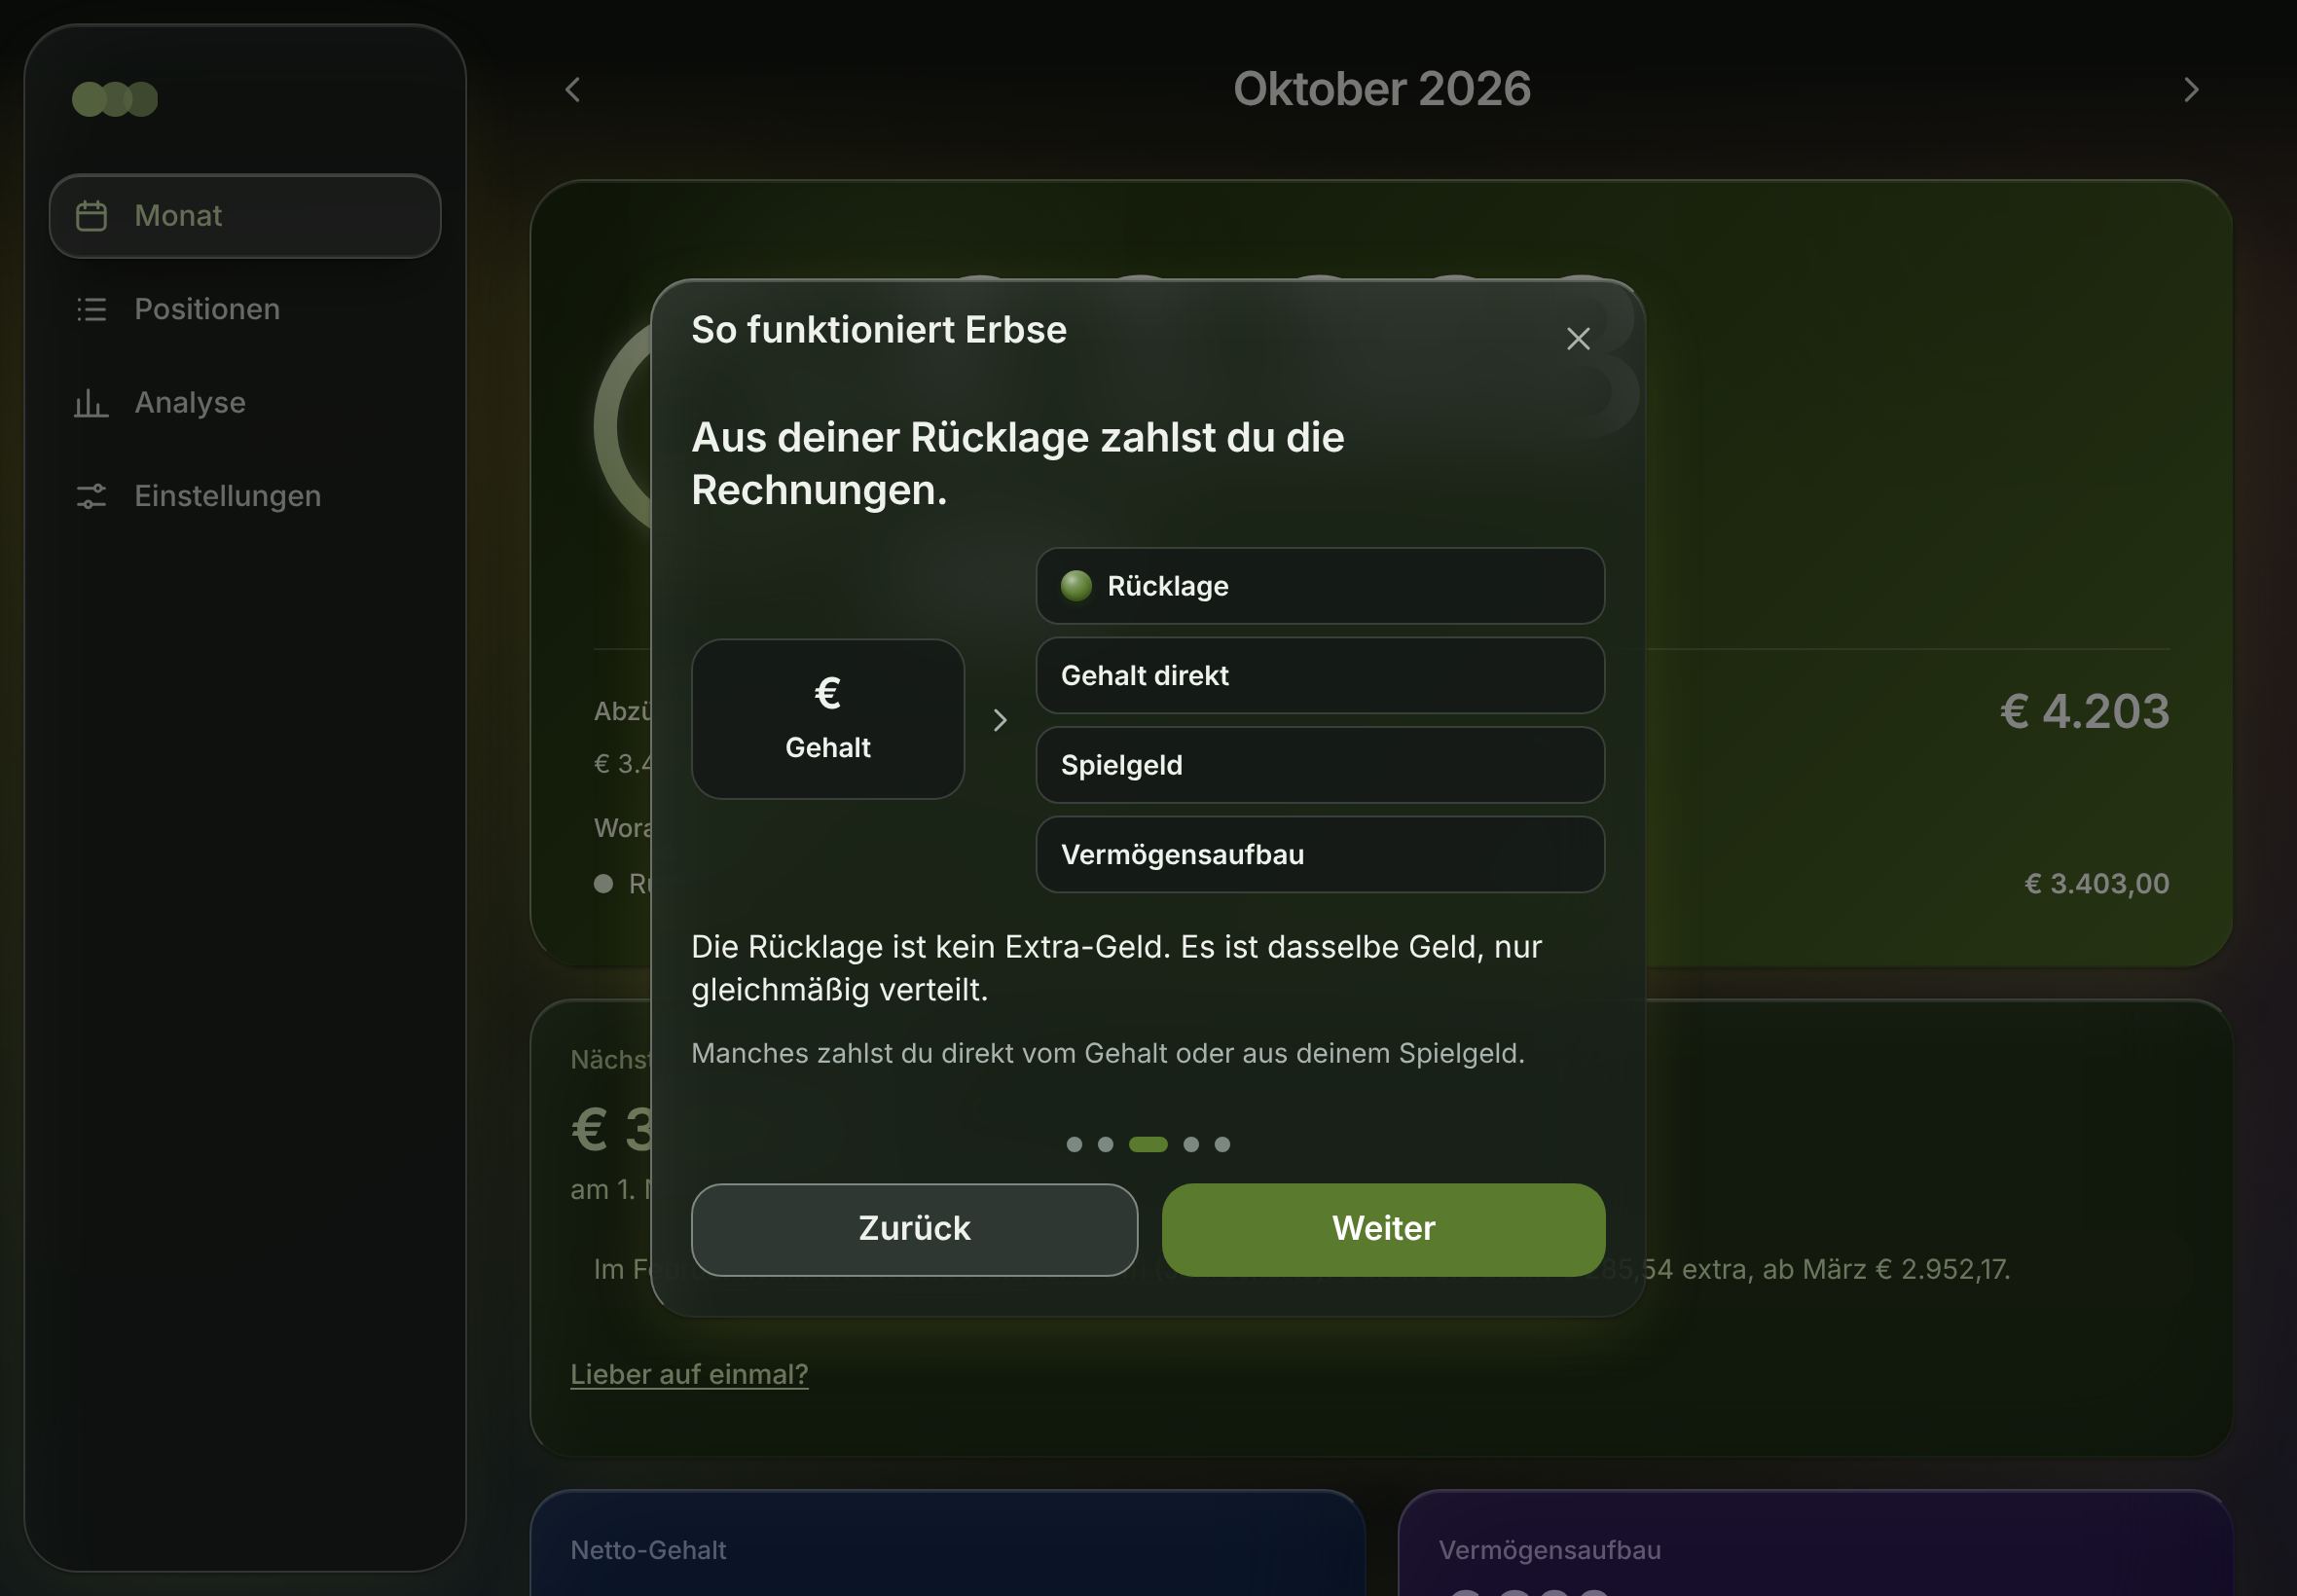 Oktober 2026
Monat
Positionen
Analyse
Einstellungen
So funktioniert Erbse
Aus deiner Rücklage zahlst du die
Rechnungen.
Rücklage
Gehalt direkt
€
Gehalt
Spielgeld
Vermögensaufbau
€ 4.203
€ 3.403,00
Die Rücklage ist kein Extra-Geld. Es ist dasselbe Geld, nur
gleichmäßig verteilt.
Manches zahlst du direkt vom Gehalt oder aus deinem Spielgeld.
am 1.
Zurück
Weiter
Im
extra, ab März € 2.952,17.
Lieber auf einmal?
Netto-Gehalt
Vermögensaufbau